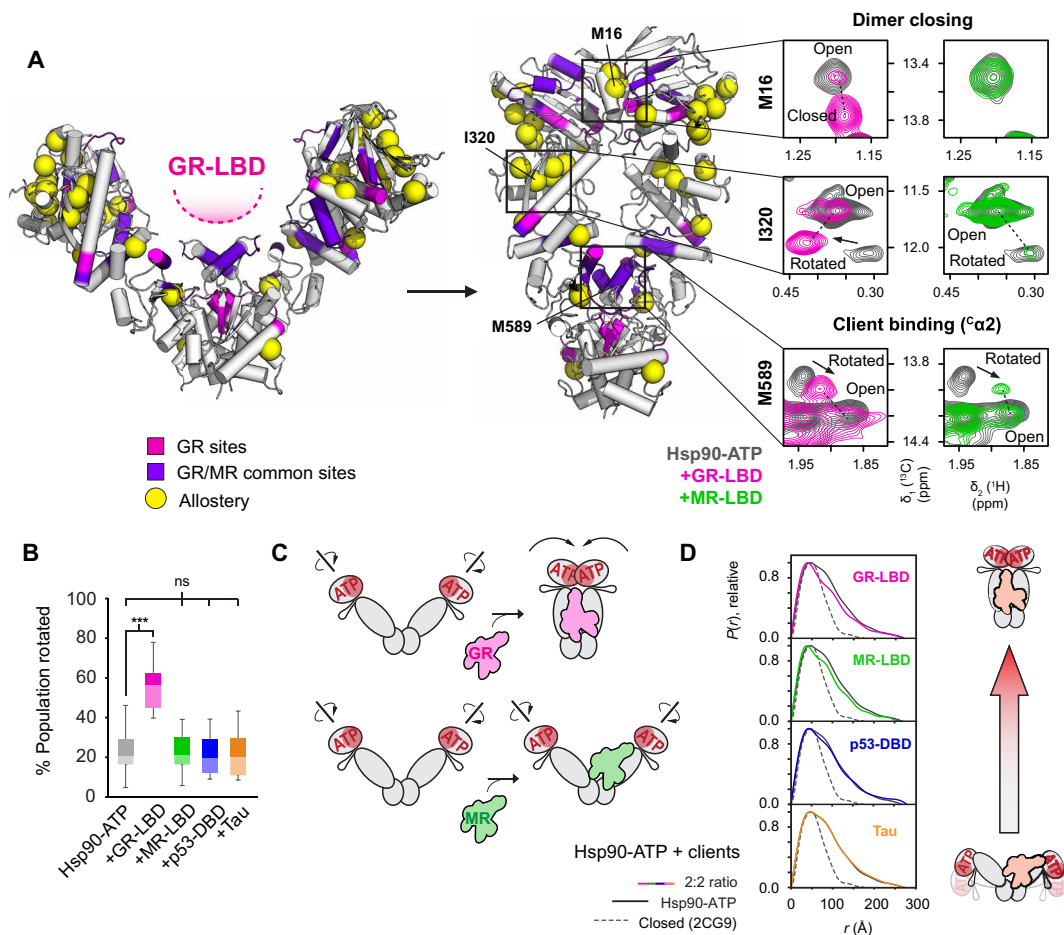 A
GR-LBD
M16
I320
M589
GR sites
GR/MR common sites
Allostery
Dimer closing
M16
Open
Closed
13.4
13.8
1.25
1.15
1.25
1.15
I320
Open
Rotated
11.5
12.0
Open
Rotated
0.45
0.30
0.45
0.30
Client binding (ᶜα2)
M589
Rotated
Open
13.8
14.4
Rotated
Open
1.95
1.85
1.95
1.85
δ₁ (¹³C)
(ppm)
δ₂ (¹H)
(ppm)
Hsp90-ATP
+GR-LBD
+MR-LBD
B
ns
***
% Population rotated
100
80
60
40
20
0
Hsp90-ATP
+GR-LBD
+MR-LBD
+p53-DBD
+Tau
C
ATP
ATP
GR
ATP
ATP
ATP
ATP
MR
ATP
ATP
Hsp90-ATP + clients
2:2 ratio
Hsp90-ATP
Closed (2CG9)
D
P(r), relative
GR-LBD
0.8
0.0
MR-LBD
0.8
0.0
p53-DBD
0.8
0.0
Tau
0.8
0.0
0
100
200
300
r (Å)
ATP
ATP
ATP
ATP
ATP
ATP